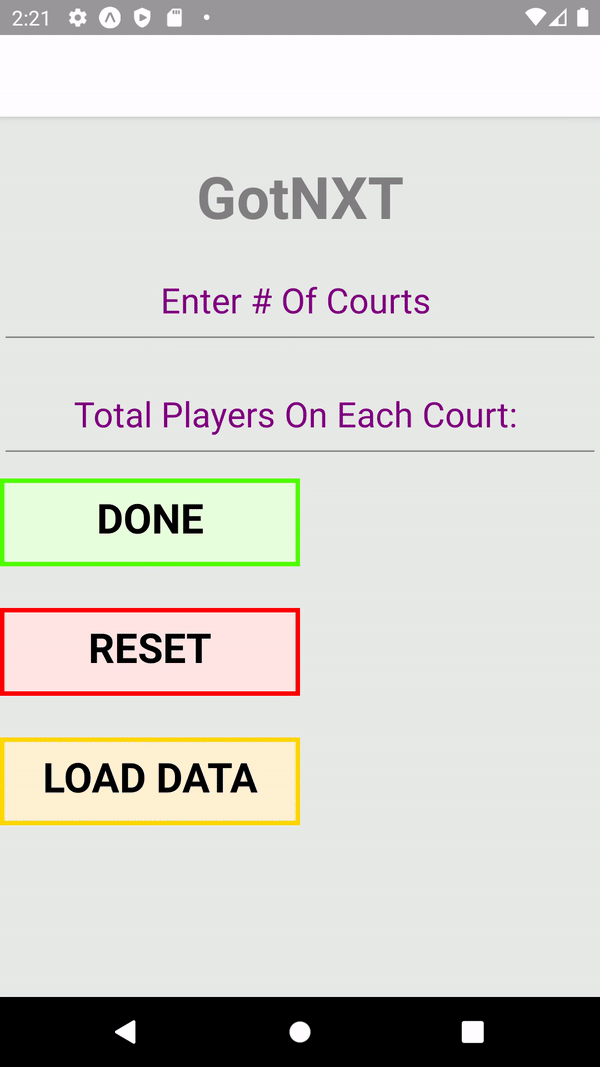 2:21
GotNXT
Enter # Of Courts
Total Players On Each Court:
DONE
RESET
LOAD DATA